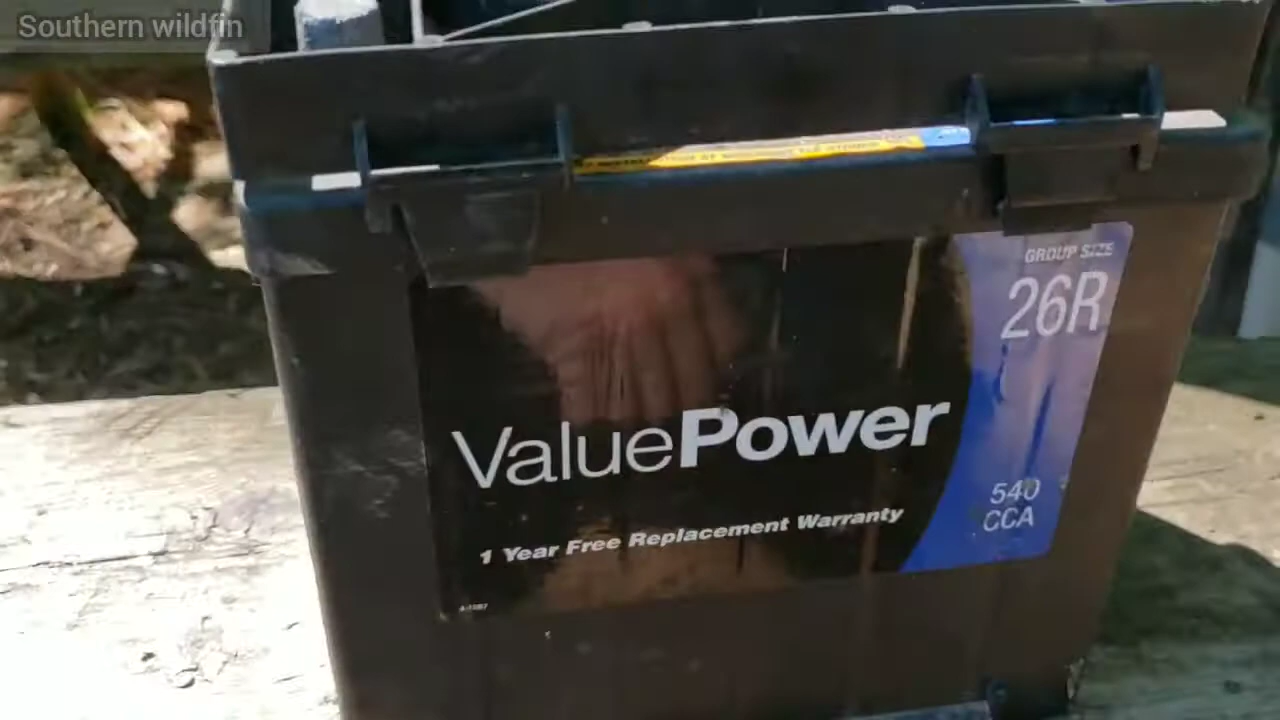 Southern wildfin
GROUP SIZE
26R
ValuePower
540
CCA
1 Year Free Replacement Warranty